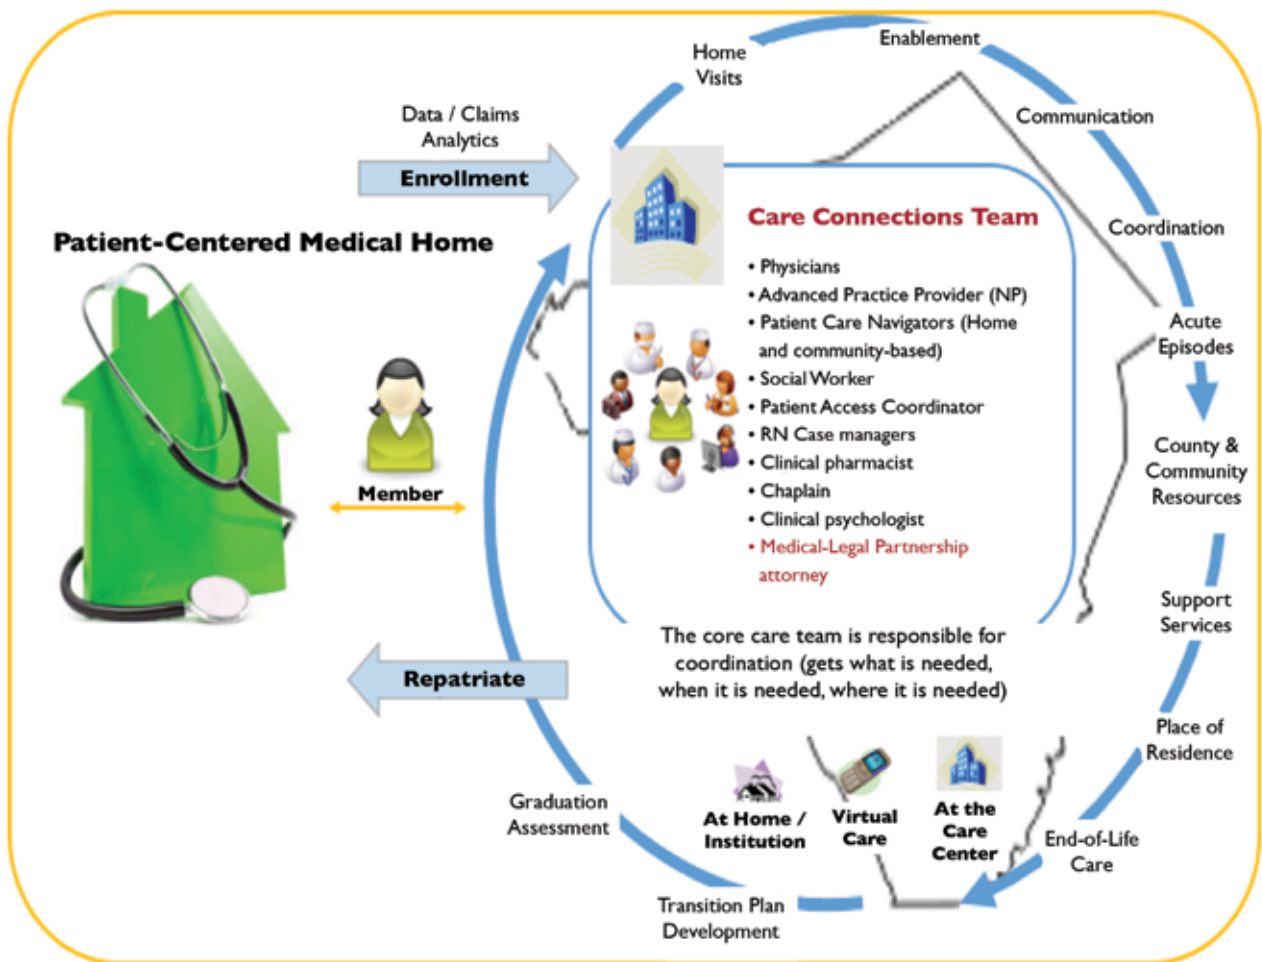 Home
Visits
Enablement
Data / Claims
Analytics
Communication
Enrollment
Care Connections Team
Coordination
Patient-Centered Medical Home
• Physicians
• Advanced Practice Provider (NP)
• Patient Care Navigators (Home
and community-based)
• Social Worker
• Patient Access Coordinator
• RN Case managers
• Clinical pharmacist
• Chaplain
• Clinical psychologist
• Medical-Legal Partnership
attorney
Acute
Episodes
Member
County &
Community
Resources
Support
Services
The core care team is responsible for
coordination (gets what is needed,
when it is needed, where it is needed)
Repatriate
Place of
Residence
Graduation
Assessment
At Home /
Institution
Virtual
Care
At the
Care
Center
End-of-Life
Care
Transition Plan
Development